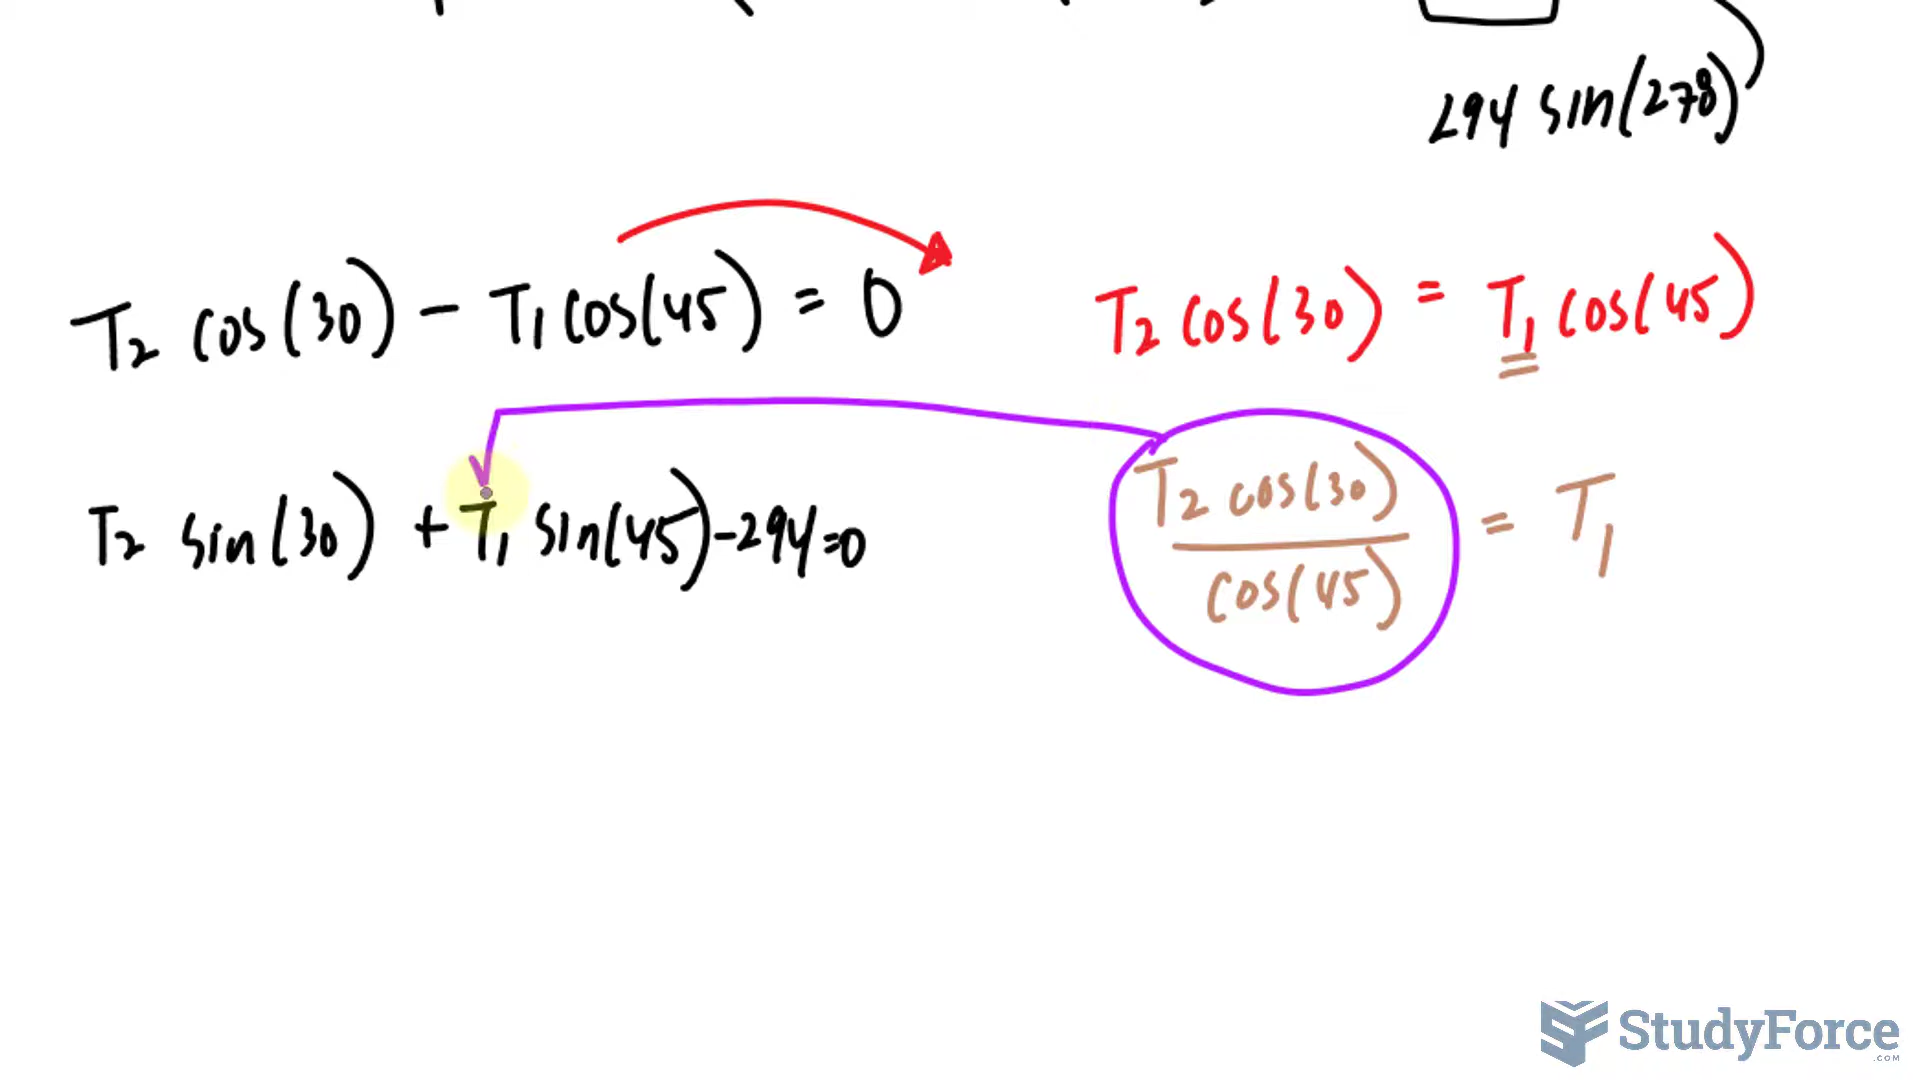 294 sin(278)
T2 cos(30) - T1 cos(45) = 0
T2 cos(30) = T1 cos(45)
T2 sin(30) + T1 sin(45) - 294 = 0
T2 cos(30)
cos(45)
= T1
StudyForce
.COM